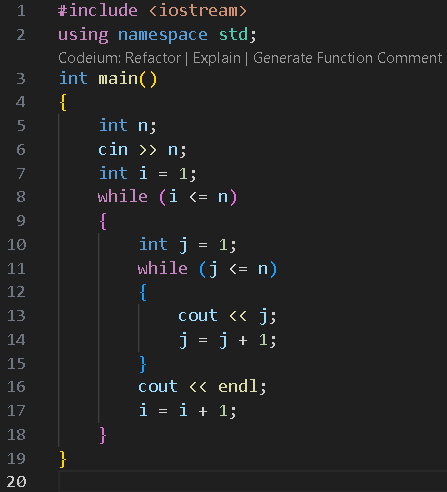 1 #include <iostream>
2 using namespace std;
Codeium: Refactor | Explain | Generate Function Comment
3 int main()
4 {
5     int n;
6     cin >> n;
7     int i = 1;
8     while (i <= n)
9     {
10         int j = 1;
11         while (j <= n)
12         {
13             cout << j;
14             j = j + 1;
15         }
16         cout << endl;
17         i = i + 1;
18     }
19 }
20